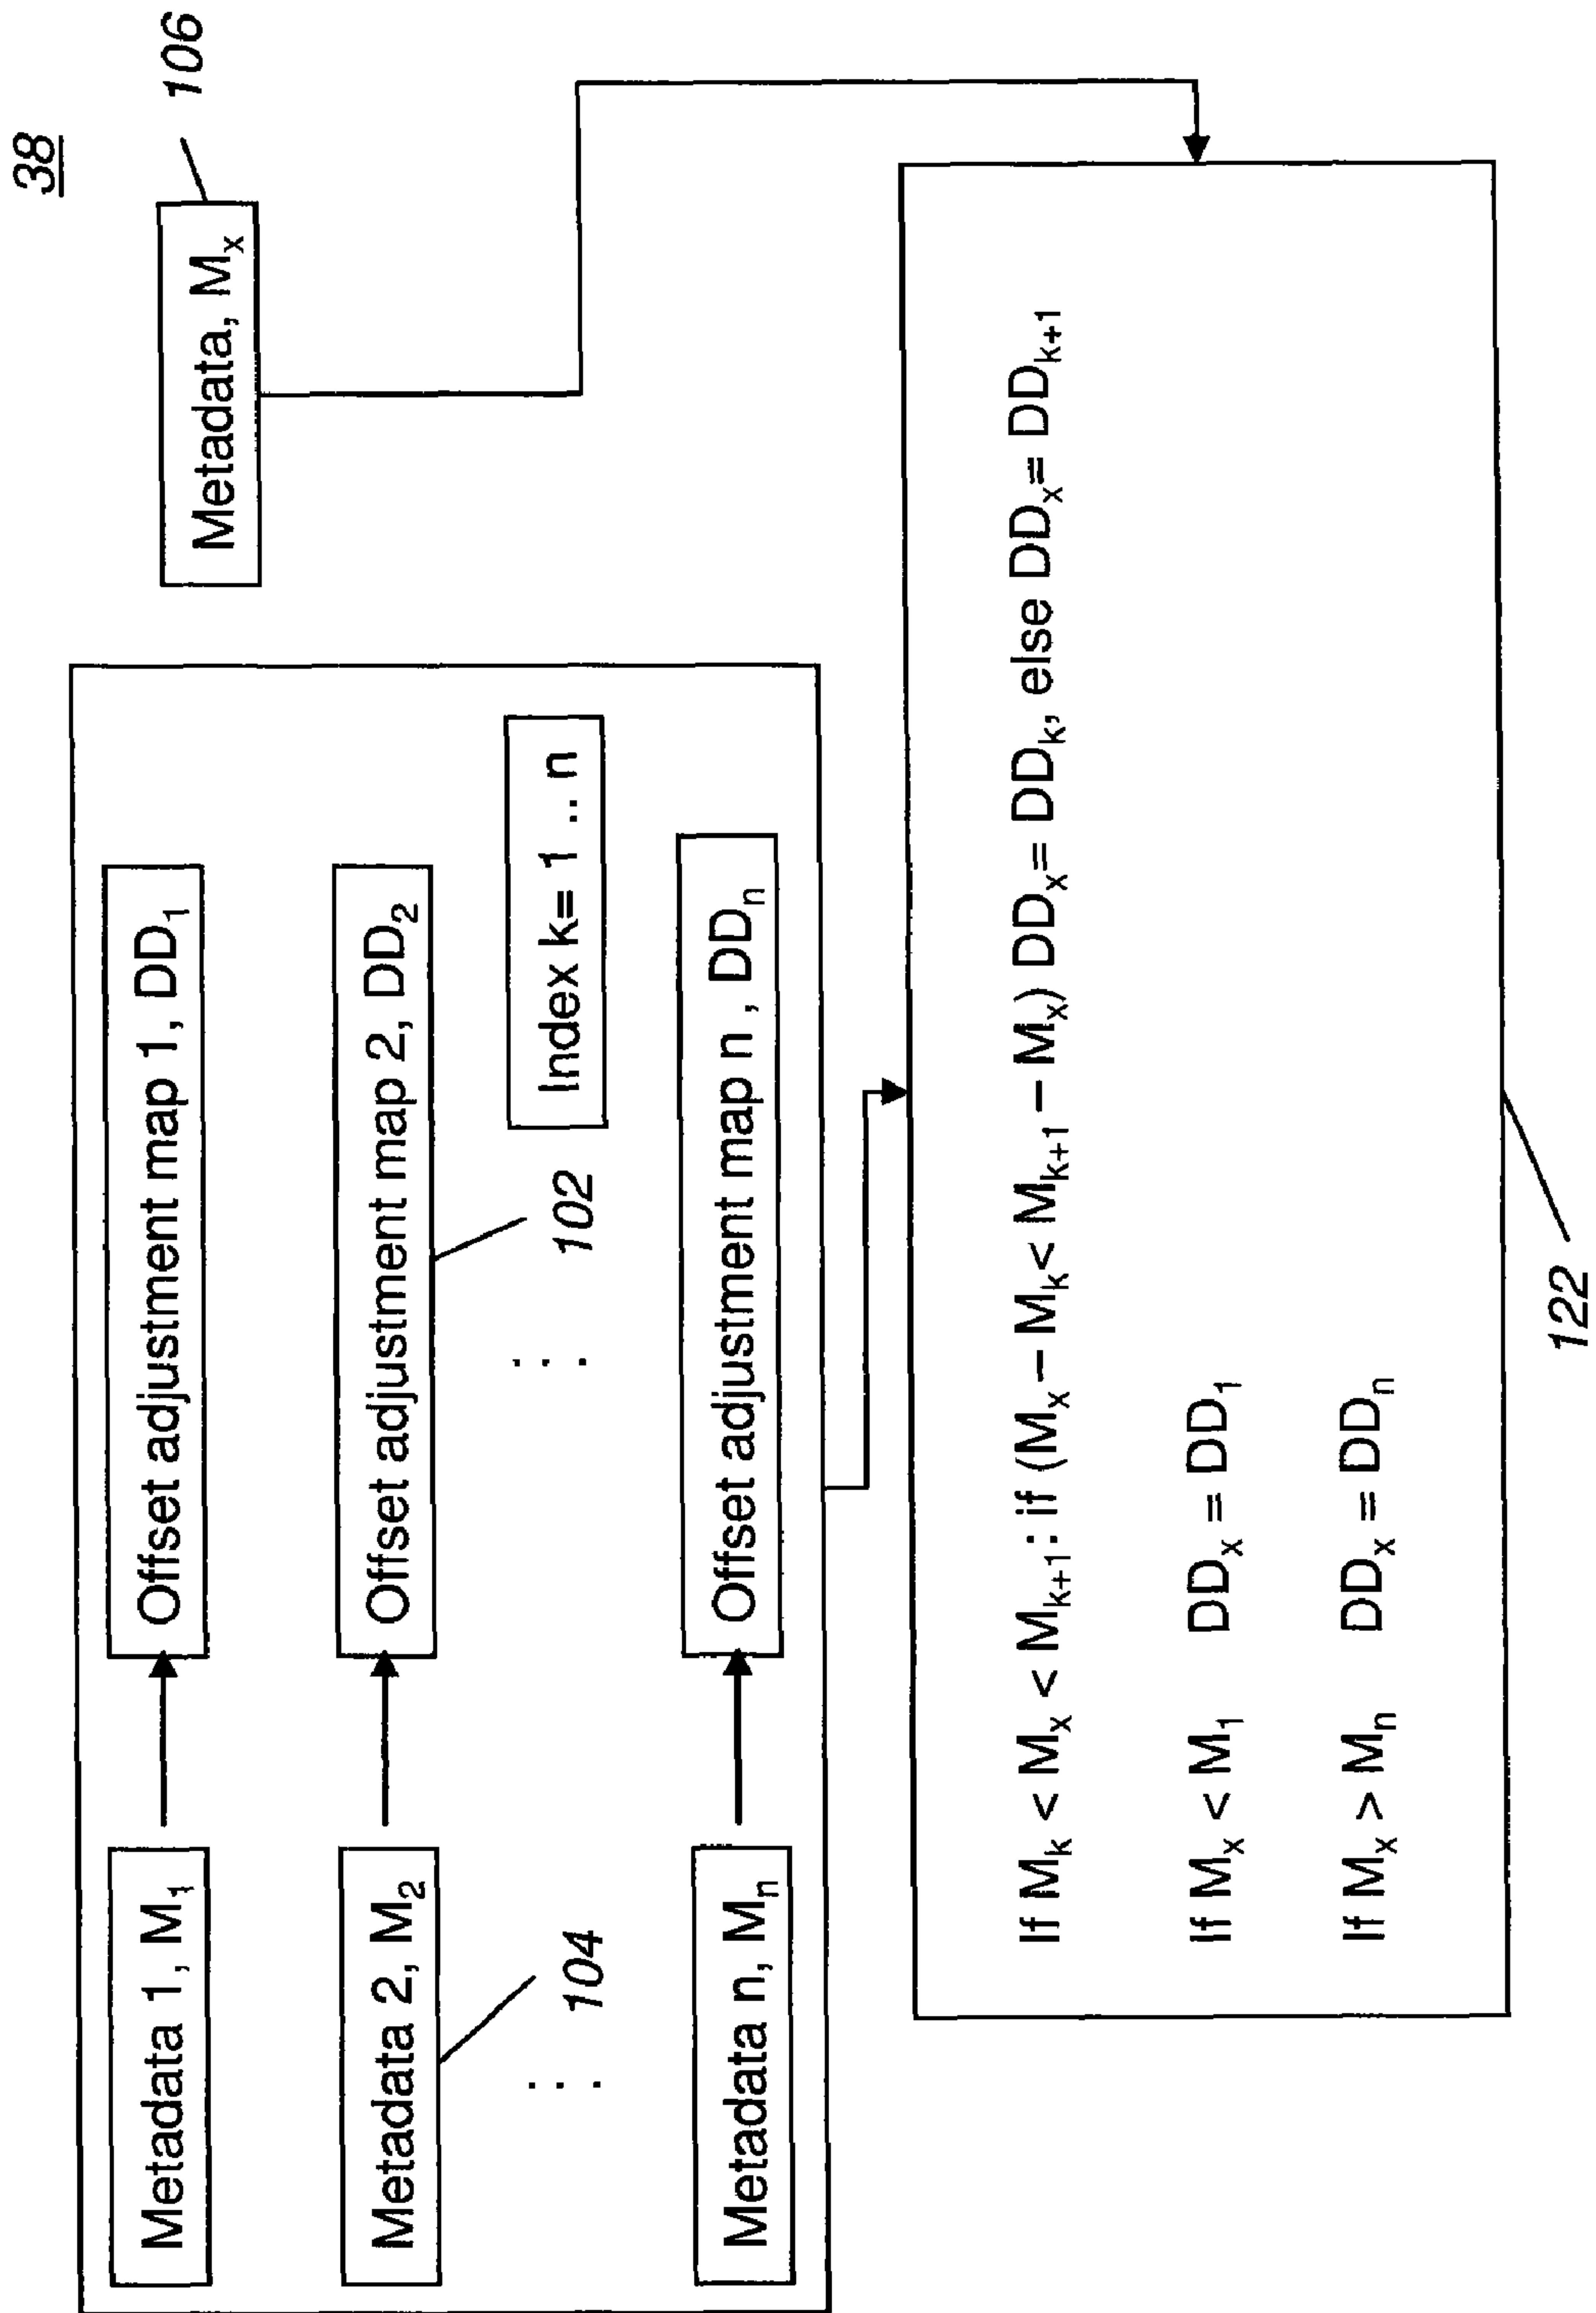 38
Metadata 1, M₁
Offset adjustment map 1, DD₁
Metadata, Mₓ
106
Metadata 2, M₂
Offset adjustment map 2, DD₂
104
102
⋮
⋮
Index k= 1 .. n
Metadata n, Mₙ
Offset adjustment map n , DDₙ
If Mₖ < Mₓ < Mₖ₊₁: if (Mₓ – Mₖ < Mₖ₊₁ – Mₓ) DDₓ= DDₖ, else DDₓ= DDₖ₊₁
If Mₓ < M₁ DDₓ = DD₁
If Mₓ > Mₙ DDₓ = DDₙ
122